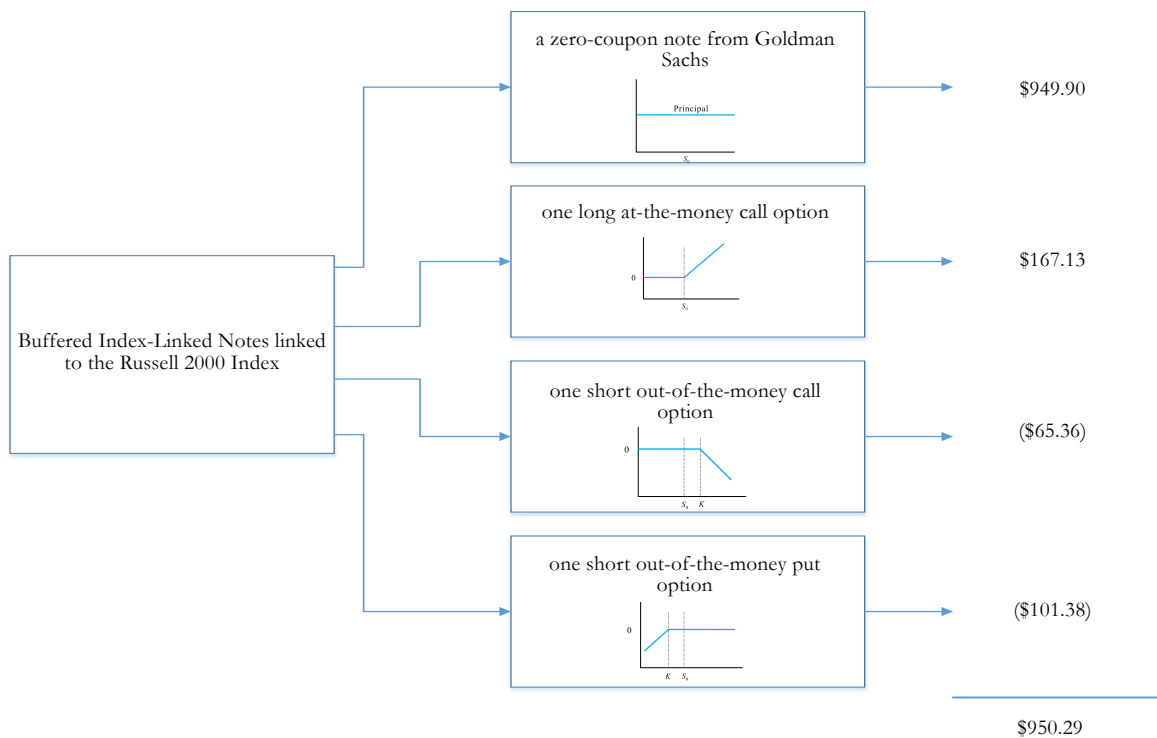 a zero-coupon note from Goldman
Sachs
Principal
S₀
$949.90
one long at-the-money call option
0
S₀
$167.13
Buffered Index-Linked Notes linked
to the Russell 2000 Index
one short out-of-the-money call
option
0
S₀ K
($65.36)
one short out-of-the-money put
option
0
K S₀
($101.38)
$950.29